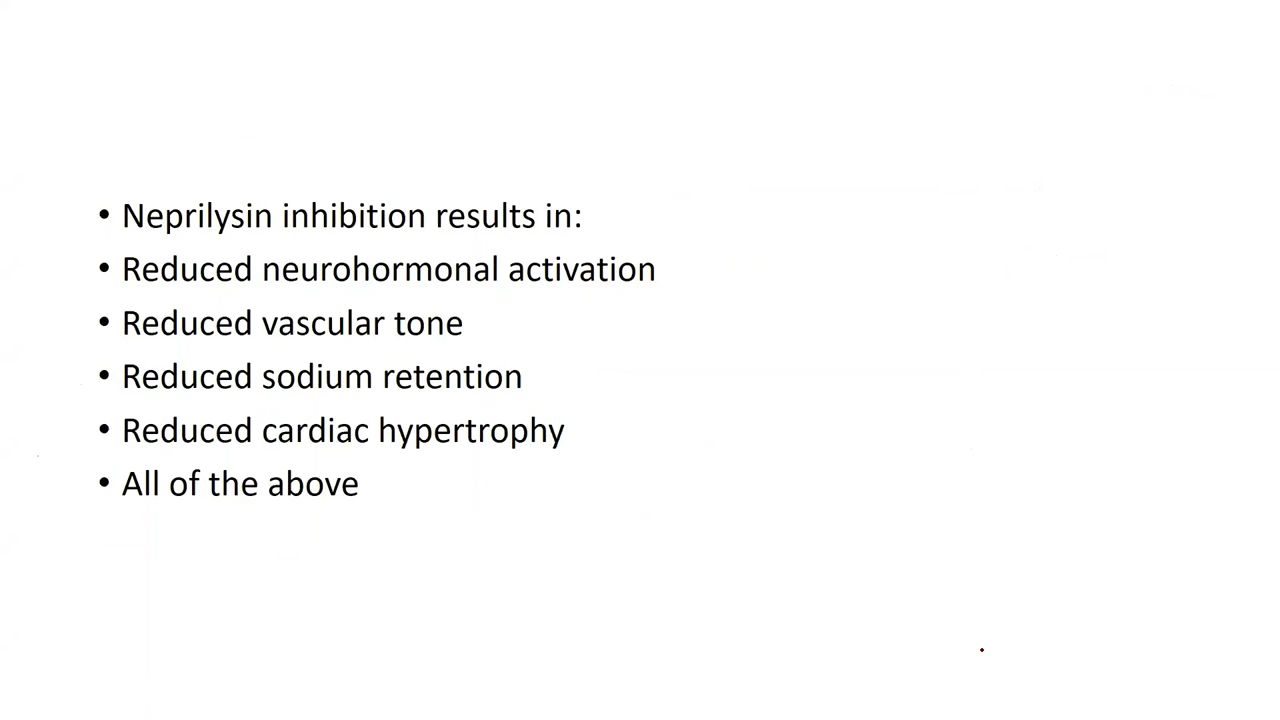 • Neprilysin inhibition results in:
• Reduced neurohormonal activation
• Reduced vascular tone
• Reduced sodium retention
• Reduced cardiac hypertrophy
• All of the above